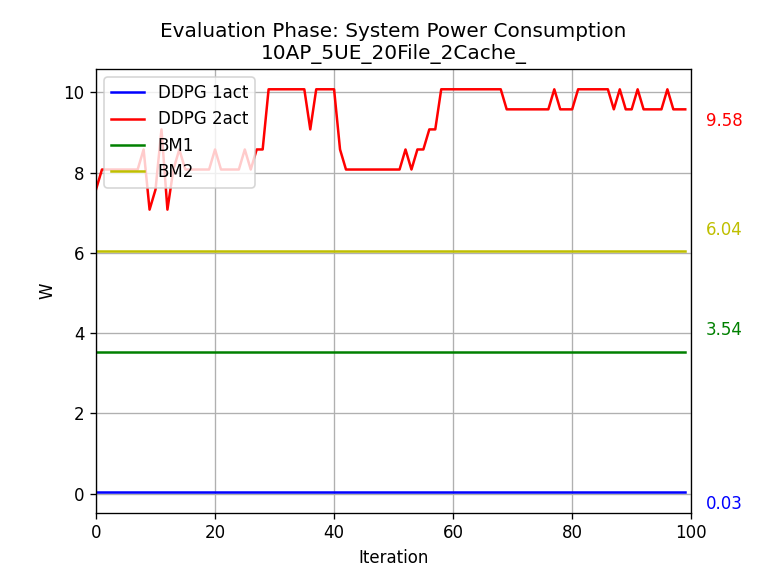 Evaluation Phase: System Power Consumption
10AP_5UE_20File_2Cache_
DDPG 1act
DDPG 2act
BM1
BM2
10
8
6
4
2
0
W
9.58
6.04
3.54
0.03
0 20 40 60 80 100
Iteration